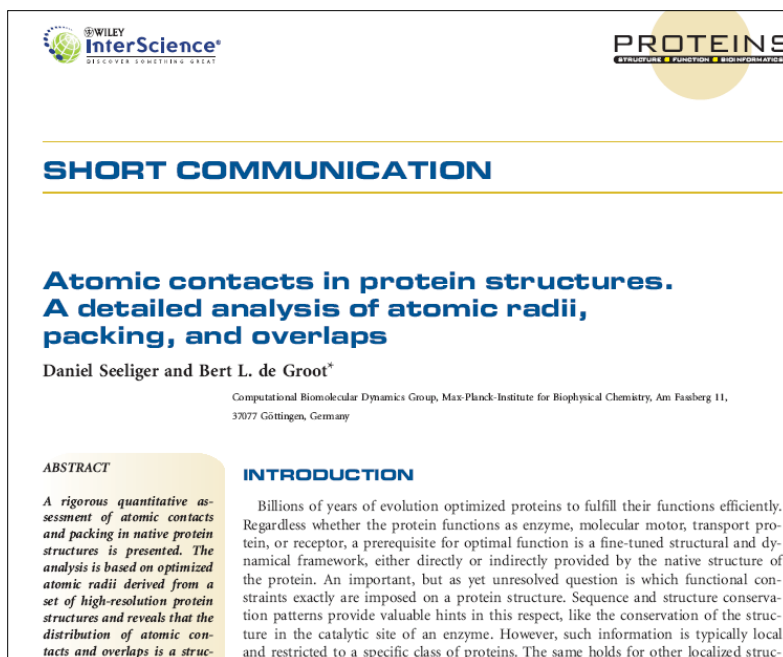 WILEY
InterScience®
DISCOVER SOMETHING GREAT
PROTEINS
STRUCTURE FUNCTION BIOINFORMATICS
SHORT COMMUNICATION
Atomic contacts in protein structures.
A detailed analysis of atomic radii,
packing, and overlaps
Daniel Seeliger and Bert L. de Groot*
Computational Biomolecular Dynamics Group, Max-Planck-Institute for Biophysical Chemistry, Am Fassberg 11,
37077 Göttingen, Germany
ABSTRACT
A rigorous quantitative as-
sessment of atomic contacts
and packing in native protein
structures is presented. The
analysis is based on optimized
atomic radii derived from a
set of high-resolution protein
structures and reveals that the
distribution of atomic con-
tacts and overlaps is a struc-
INTRODUCTION
Billions of years of evolution optimized proteins to fulfill their functions efficiently.
Regardless whether the protein functions as enzyme, molecular motor, transport pro-
tein, or receptor, a prerequisite for optimal function is a fine-tuned structural and dy-
namical framework, either directly or indirectly provided by the native structure of
the protein. An important, but as yet unresolved question is which functional con-
straints exactly are imposed on a protein structure. Sequence and structure conserva-
tion patterns provide valuable hints in this respect, like the conservation of the struc-
ture in the catalytic site of an enzyme. However, such information is typically local
and restricted to a specific class of proteins. The same holds for other localized struc-